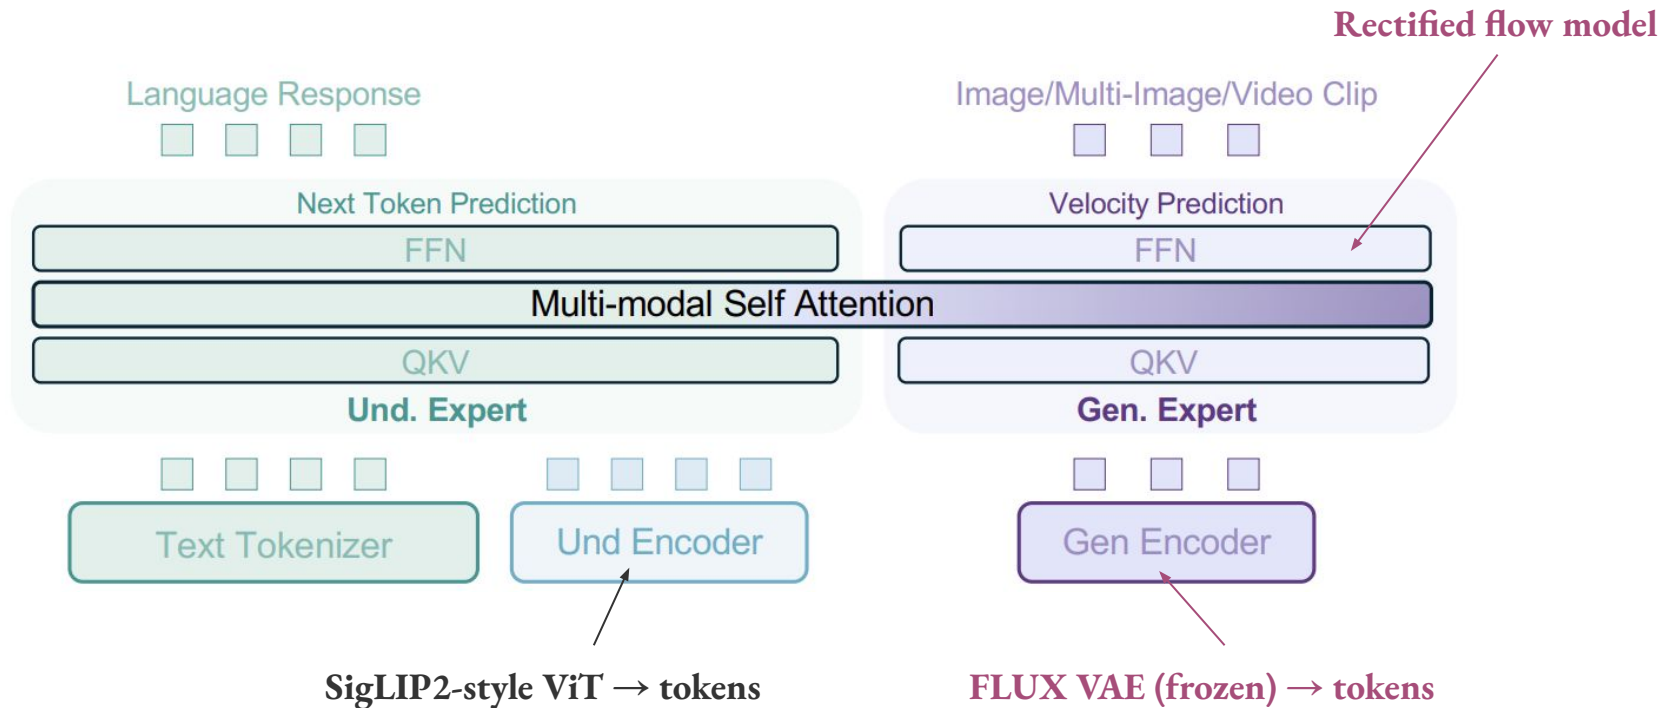 Rectified flow model
Language Response
Image/Multi-Image/Video Clip
Next Token Prediction
Velocity Prediction
FFN
FFN
Multi-modal Self Attention
QKV
QKV
Und. Expert
Gen. Expert
Text Tokenizer
Und Encoder
Gen Encoder
SigLIP2-style ViT → tokens
FLUX VAE (frozen) → tokens